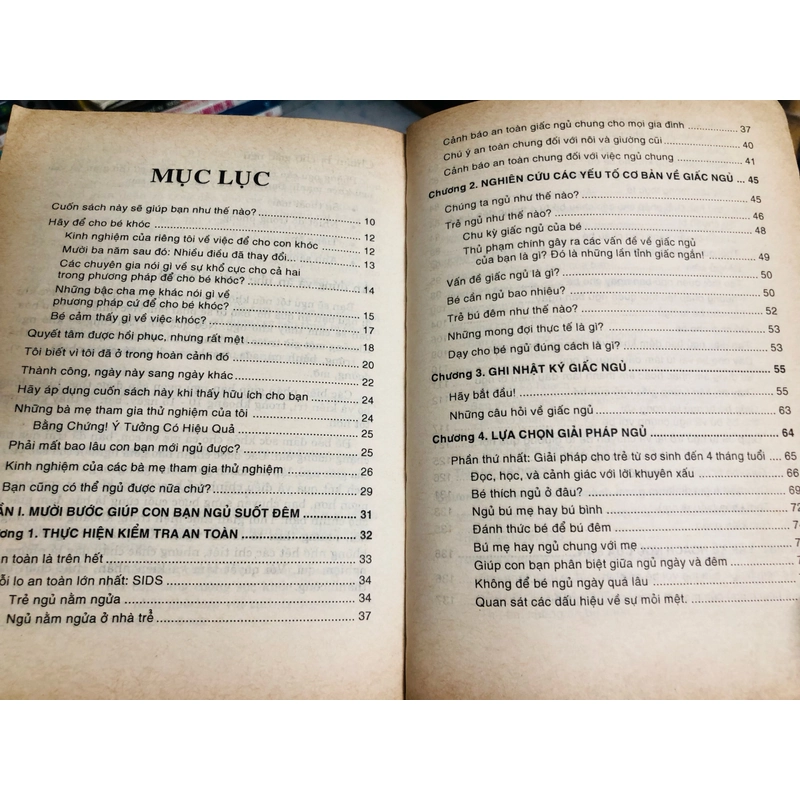 MỤC LỤC
Cuốn sách này sẽ giúp bạn như thế nào? 10
Hãy để cho bé khóc 12
Kinh nghiệm của riêng tôi về việc để cho con khóc 12
Mười ba năm sau đó: Nhiều điều đã thay đổi... 13
Các chuyên gia nói gì về sự khổ cực cho cả hai
trong phương pháp để cho bé khóc? 14
Những bậc cha mẹ khác nói gì về
phương pháp cứ để cho bé khóc? 15
Bé cảm thấy gì về việc khóc? 17
Quyết tâm được hồi phục, nhưng rất mệt 18
Tôi biết vì tôi đã ở trong hoàn cảnh đó 20
Thành công, ngày này sang ngày khác 22
Hãy áp dụng cuốn sách này khi thấy hữu ích cho bạn 24
Những bà mẹ tham gia thử nghiệm của tôi 24
Bằng Chứng! Ý Tưởng Có Hiệu Quả 25
Phải mất bao lâu con bạn mới ngủ được? 25
Kinh nghiệm của các bà mẹ tham gia thử nghiệm 26
Bạn cũng có thể ngủ được nữa chứ? 29
ẦN I. MƯỜI BƯỚC GIÚP CON BẠN NGỦ SUỐT ĐÊM 31
ương 1. THỰC HIỆN KIỂM TRA AN TOÀN 32
n toàn là trên hết 33
ỗi lo an toàn lớn nhất: SIDS 34
Trẻ ngủ nằm ngửa 34
Ngủ nằm ngửa ở nhà trẻ 37
Cảnh báo an toàn giấc ngủ chung cho mọi gia đình 37
Chú ý an toàn chung đối với nôi và giường cũi 40
Cảnh báo an toàn chung đối với việc ngủ chung 41
Chương 2. NGHIÊN CỨU CÁC YẾU TỐ CƠ BẢN VỀ GIẤC NGỦ ... 45
Chúng ta ngủ như thế nào? 45
Trẻ ngủ như thế nào? 46
Chu kỳ giấc ngủ của bé 48
Thủ phạm chính gây ra các vấn đề về giấc ngủ
của bạn là gì? Đó là những lần tỉnh giấc ngắn! 49
Vấn đề giấc ngủ là gì? 50
Bé cần ngủ bao nhiêu? 50
Trẻ bú đêm như thế nào? 52
Những mong đợi thực tế là gì? 53
Dạy cho bé ngủ đúng cách là gì? 53
Chương 3. GHI NHẬT KÝ GIẤC NGỦ 55
Hãy bắt đầu! 55
Những câu hỏi về giấc ngủ 63
Chương 4. LỰA CHỌN GIẢI PHÁP NGỦ 64
Phần thứ nhất: Giải pháp cho trẻ từ sơ sinh đến 4 tháng tuổi 65
Đọc, học, và cảnh giác với lời khuyên xấu 66
Bé thích ngủ ở đâu? 69
Ngủ bú mẹ hay bú bình 7
Đánh thức bé để bú đêm 7
Bú mẹ hay ngủ chung với mẹ 7
Giúp con bạn phân biệt giữa ngủ ngày và đêm 7
Không để bé ngủ ngày quá lâu
Quan sát các dấu hiệu về sự mỏi mệt.